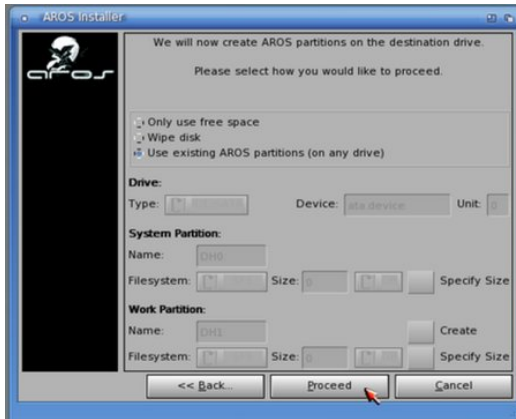 AROS Installer
aros
We will now create AROS partitions on the destination drive.
Please select how you would like to proceed.
Only use free space
Wipe disk
Use existing AROS partitions (on any drive)
Drive:
Type: Device: ata.device Unit: 0
System Partition:
Name: DH0
Filesystem: Size: 0 Specify Size
Work Partition:
Name: DH1 Create
Filesystem: Size: 0 Specify Size
<< Back... Proceed Cancel